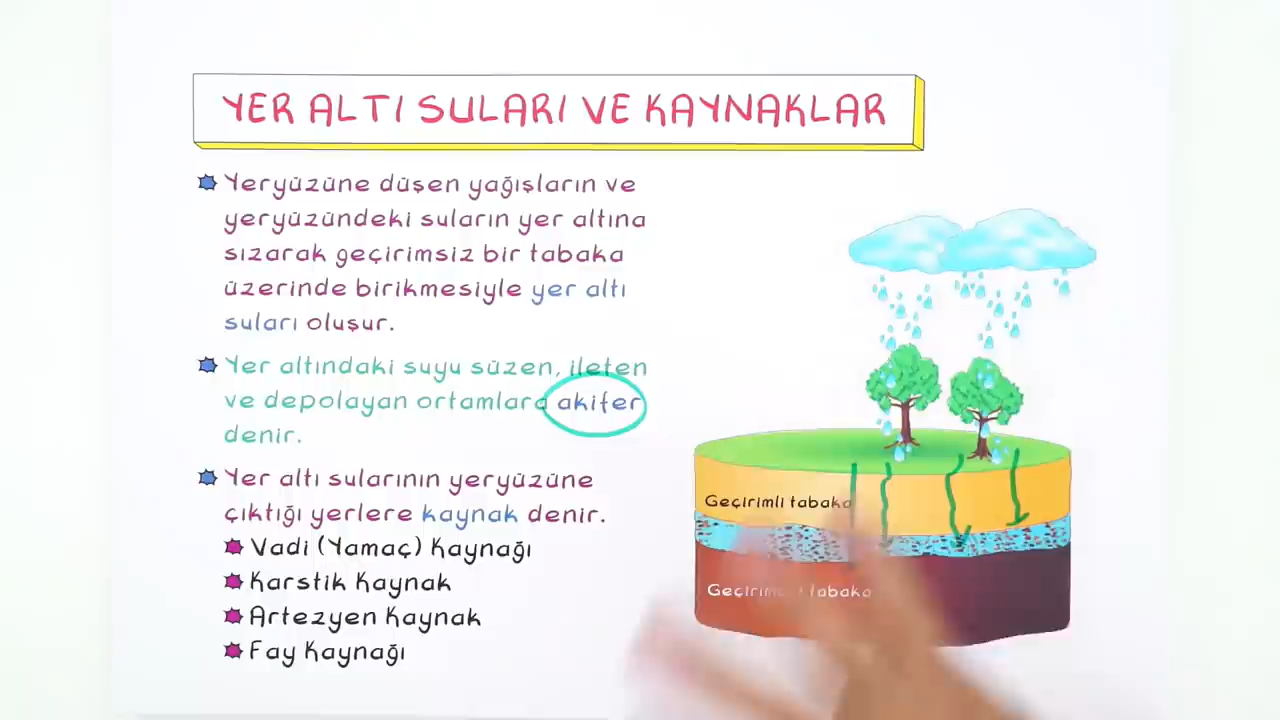 YER ALTI SULARI VE KAYNAKLAR
Yeryüzüne düşen yağışların ve
yeryüzündeki suların yer altına
sızarak geçirimsiz bir tabaka
üzerinde birikmesiyle yer altı
suları oluşur.
Yer altındaki suyu süzen, ileten
ve depolayan ortamlara akifer
denir.
Yer altı sularının yeryüzüne
çıktığı yerlere kaynak denir.
Vadi (Yamaç) Kaynağı
Karstik Kaynak
Artezyen Kaynak
Fay Kaynağı
Geçirimli tabaka
tabaka